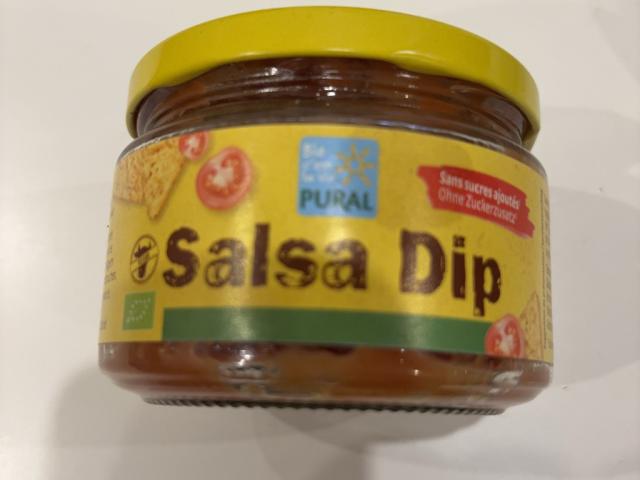 Bio
c'est
la vie
PURAL
Sans sucres ajoutés
Ohne Zuckerzusatz
Salsa Dip